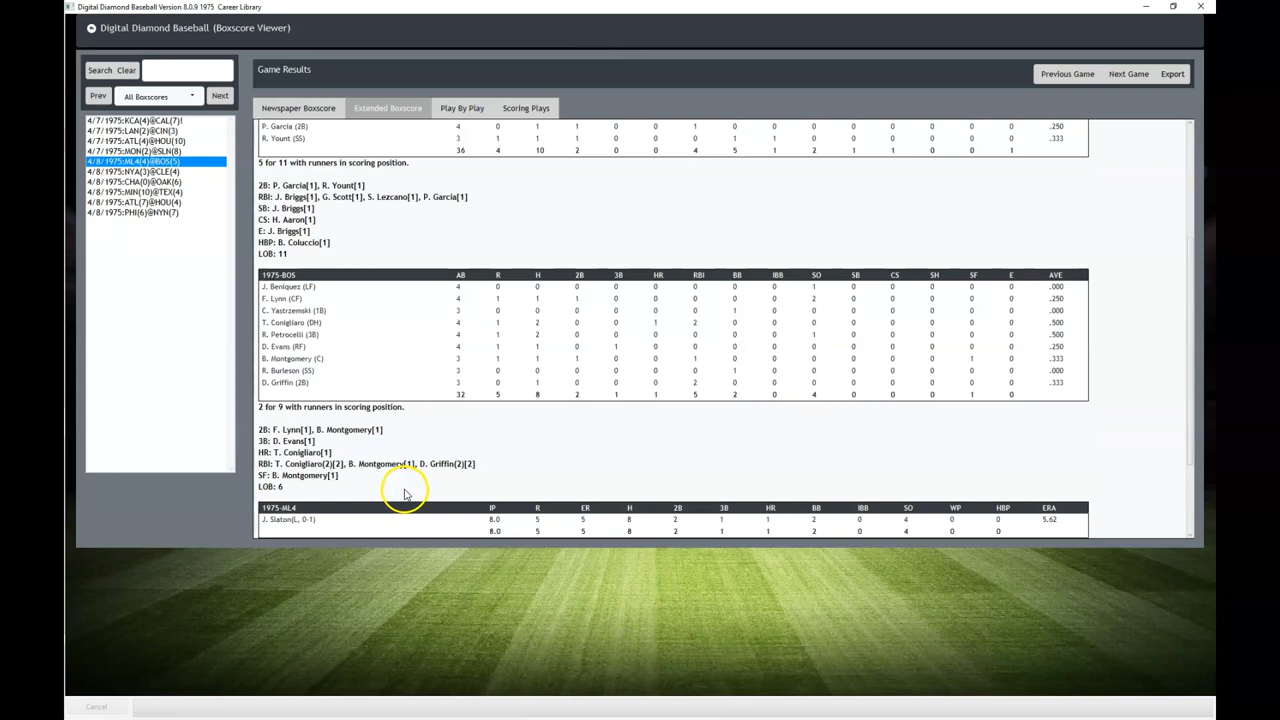 Digital Diamond Baseball Version 8.0.9 1975 Career Library
Digital Diamond Baseball (Boxscore Viewer)
Search Clear
Prev All Boxscores Next
4/7/1975:KCA(4)@CAL(7)!
4/7/1975:LAN(2)@CIN(3)
4/7/1975:ATL(4)@HOU(10)
4/7/1975:MON(2)@SLN(8)
4/8/1975:ML4(4)@BOS(5)
4/8/1975:NYA(3)@CLE(4)
4/8/1975:CHA(0)@OAK(6)
4/8/1975:MIN(10)@TEX(4)
4/8/1975:ATL(7)@HOU(4)
4/8/1975:PHI(6)@NYN(7)
Game Results
Previous Game Next Game Export
Newspaper Boxscore Extended Boxscore Play By Play Scoring Plays
P. Garcia (2B) 4 0 1 1 0 0 1 0 0 0 0 0 0 0 0 .250
R. Yount (SS) 3 1 1 1 0 0 0 1 1 0 0 0 0 0 0 .333
36 4 10 2 0 0 4 5 1 2 1 1 0 0 1
5 for 11 with runners in scoring position.
2B: P. Garcia[1], R. Yount[1]
RBI: J. Briggs[1], G. Scott[1], S. Lezcano[1], P. Garcia[1]
SB: J. Briggs[1]
CS: H. Aaron[1]
E: J. Briggs[1]
HBP: B. Coluccio[1]
LOB: 11
1975-BOS AB R H 2B 3B HR RBI BB IBB SO SB CS SH SF E AVE
J. Beniquez (LF) 4 0 0 0 0 0 0 0 0 1 0 0 0 0 0 .000
F. Lynn (CF) 4 1 1 1 0 0 0 0 0 2 0 0 0 0 0 .250
C. Yastrzemski (1B) 3 0 0 0 0 0 0 1 0 0 0 0 0 0 0 .000
T. Conigliaro (DH) 4 1 2 0 0 1 2 0 0 0 0 0 0 0 0 .500
R. Petrocelli (3B) 4 1 2 0 0 0 0 0 0 1 0 0 0 0 0 .500
D. Evans (RF) 4 1 1 0 1 0 0 0 0 0 0 0 0 0 0 .250
B. Montgomery (C) 3 1 1 1 0 0 1 0 0 0 0 0 0 1 0 .333
R. Burleson (SS) 3 0 0 0 0 0 0 1 0 0 0 0 0 0 0 .000
D. Griffin (2B) 3 0 1 0 0 0 2 0 0 0 0 0 0 0 0 .333
32 5 8 2 1 1 5 2 0 4 0 0 0 1 0
2 for 9 with runners in scoring position.
2B: F. Lynn[1], B. Montgomery[1]
3B: D. Evans[1]
HR: T. Conigliaro[1]
RBI: T. Conigliaro(2)[2], B. Montgomery[1], D. Griffin(2)[2]
SF: B. Montgomery[1]
LOB: 6
1975-ML4 IP R ER H 2B 3B HR BB IBB SO WP HBP ERA
J. Slaton(L, 0-1) 8.0 5 5 8 2 1 1 2 0 4 0 0 5.62
8.0 5 5 8 2 1 1 2 0 4 0 0
Cancel